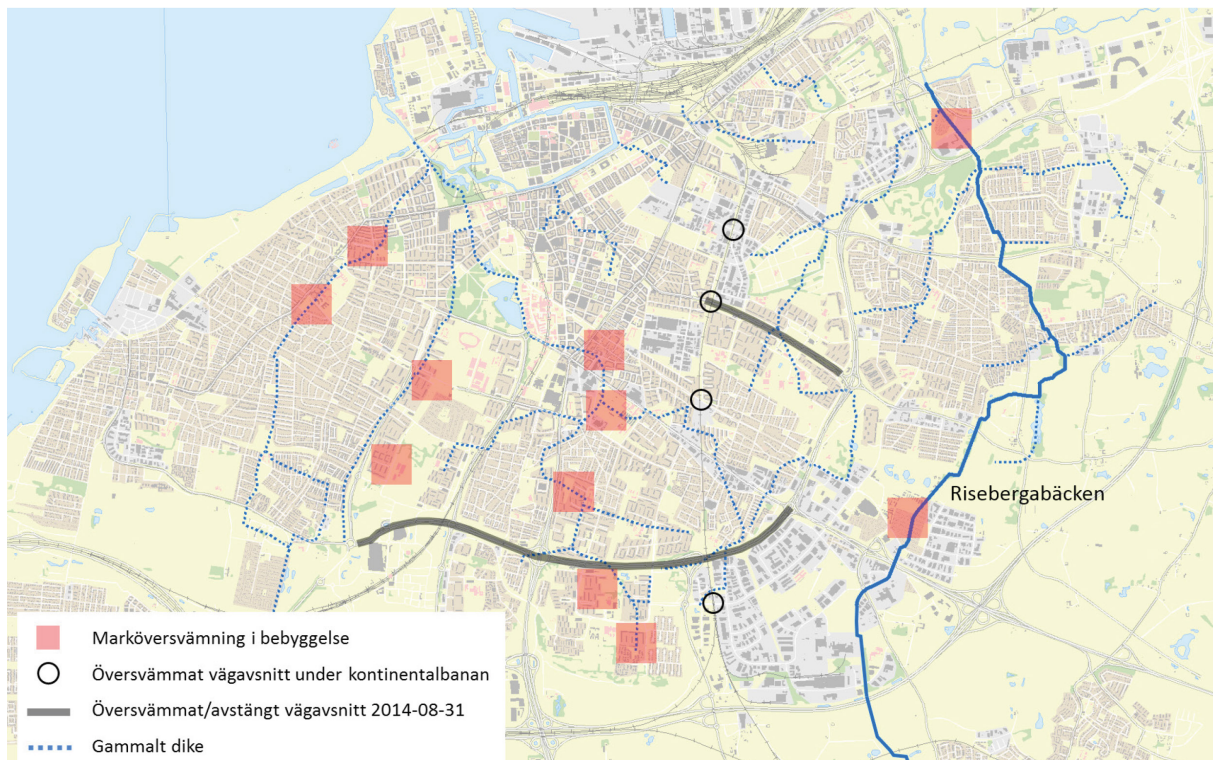 Risebergabäcken
Marköversvämning i bebyggelse
Översvämmat vägavsnitt under kontinentalbanan
Översvämmat/avstängt vägavsnitt 2014-08-31
Gammalt dike